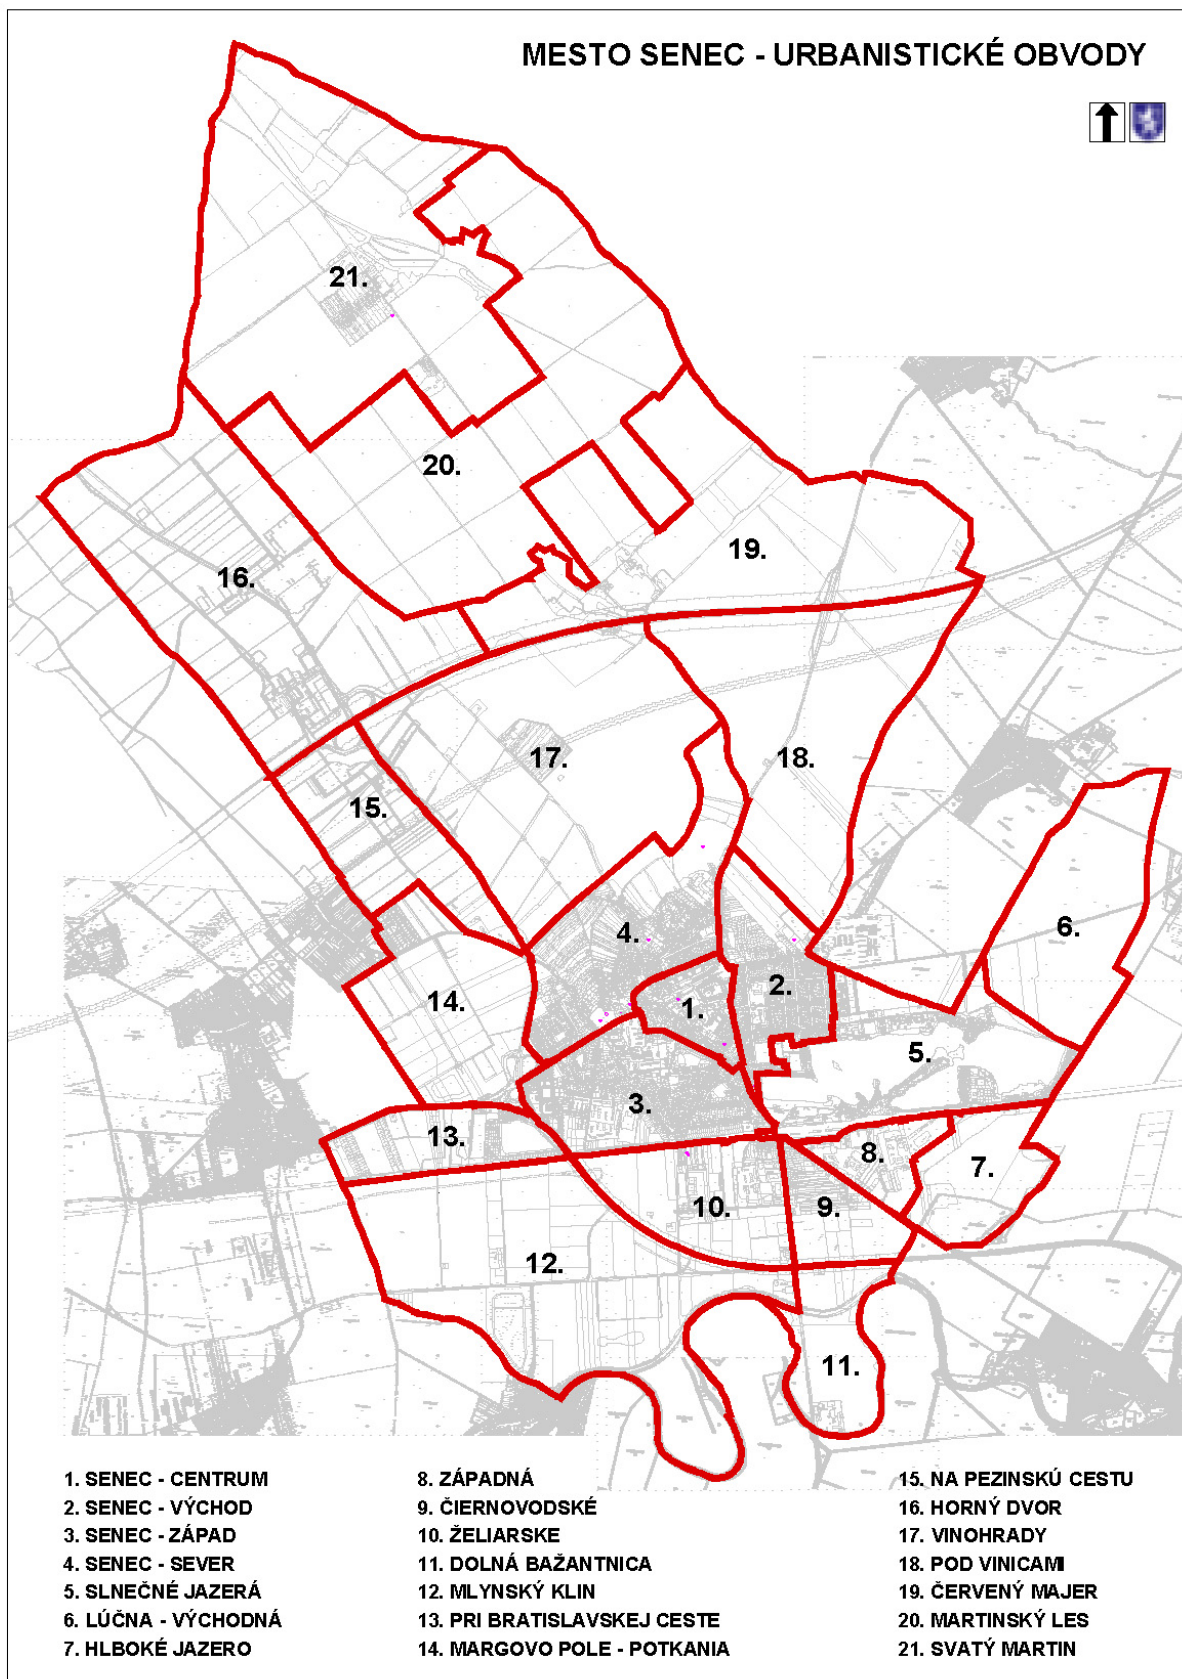 MESTO SENEC - URBANISTICKÉ OBVODY
21.
20.
19.
16.
17.
18.
15.
6.
4.
2.
14.
1.
5.
3.
13.
8.
7.
10.
9.
12.
11.
1. SENEC - CENTRUM
2. SENEC - VÝCHOD
3. SENEC - ZÁPAD
4. SENEC - SEVER
5. SLNEČNÉ JAZERÁ
6. LÚČNA - VÝCHODNÁ
7. HLBOKÉ JAZERO
8. ZÁPADNÁ
9. ČIERNOVODSKÉ
10. ŽELIARSKE
11. DOLNÁ BAŽANTNICA
12. MLYNSKÝ KLIN
13. PRI BRATISLAVSKEJ CESTE
14. MARGOVO POLE - POTKANIA
15. NA PEZINSKÚ CESTU
16. HORNÝ DVOR
17. VINOHRADY
18. POD VINICAMI
19. ČERVENÝ MAJER
20. MARTINSKÝ LES
21. SVATÝ MARTIN